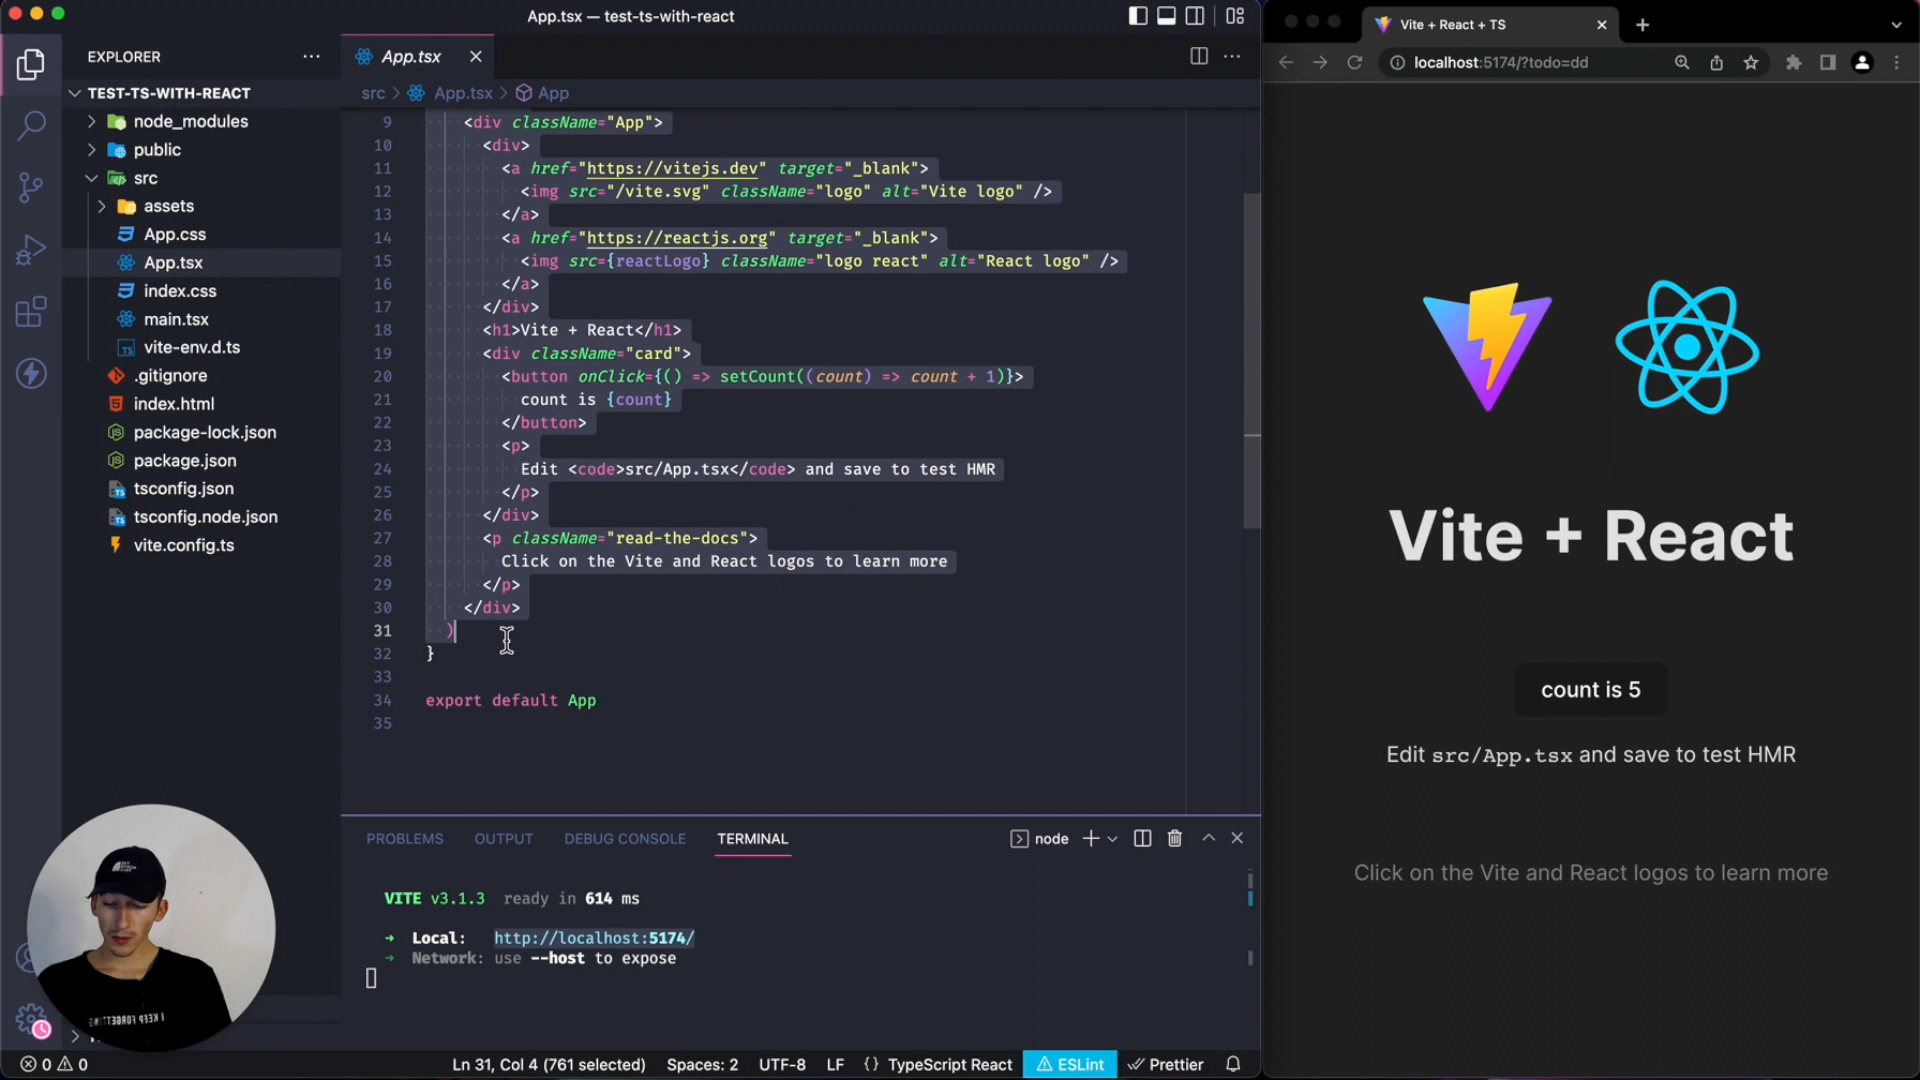 App.tsx — test-ts-with-react
EXPLORER
TEST-TS-WITH-REACT
node_modules
public
src
assets
App.css
App.tsx
index.css
main.tsx
vite-env.d.ts
.gitignore
index.html
package-lock.json
package.json
tsconfig.json
tsconfig.node.json
vite.config.ts
App.tsx
src > App.tsx > App
9 <div className="App">
10 <div>
11 <a href="https://vitejs.dev" target="_blank">
12 <img src="/vite.svg" className="logo" alt="Vite logo" />
13 </a>
14 <a href="https://reactjs.org" target="_blank">
15 <img src={reactLogo} className="logo react" alt="React logo" />
16 </a>
17 </div>
18 <h1>Vite + React</h1>
19 <div className="card">
20 <button onClick={() => setCount((count) => count + 1)}>
21 count is {count}
22 </button>
23 <p>
24 Edit <code>src/App.tsx</code> and save to test HMR
25 </p>
26 </div>
27 <p className="read-the-docs">
28 Click on the Vite and React logos to learn more
29 </p>
30 </div>
31 )
32 }
33
34 export default App
35
PROBLEMS OUTPUT DEBUG CONSOLE TERMINAL node
VITE v3.1.3 ready in 614 ms
➜ Local: http://localhost:5174/
➜ Network: use --host to expose
I KEEP FORGETTING
0 0 Ln 31, Col 4 (761 selected) Spaces: 2 UTF-8 LF {} TypeScript React ESLint Prettier
Vite + React + TS
localhost:5174/?todo=dd
Vite + React
count is 5
Edit src/App.tsx and save to test HMR
Click on the Vite and React logos to learn more